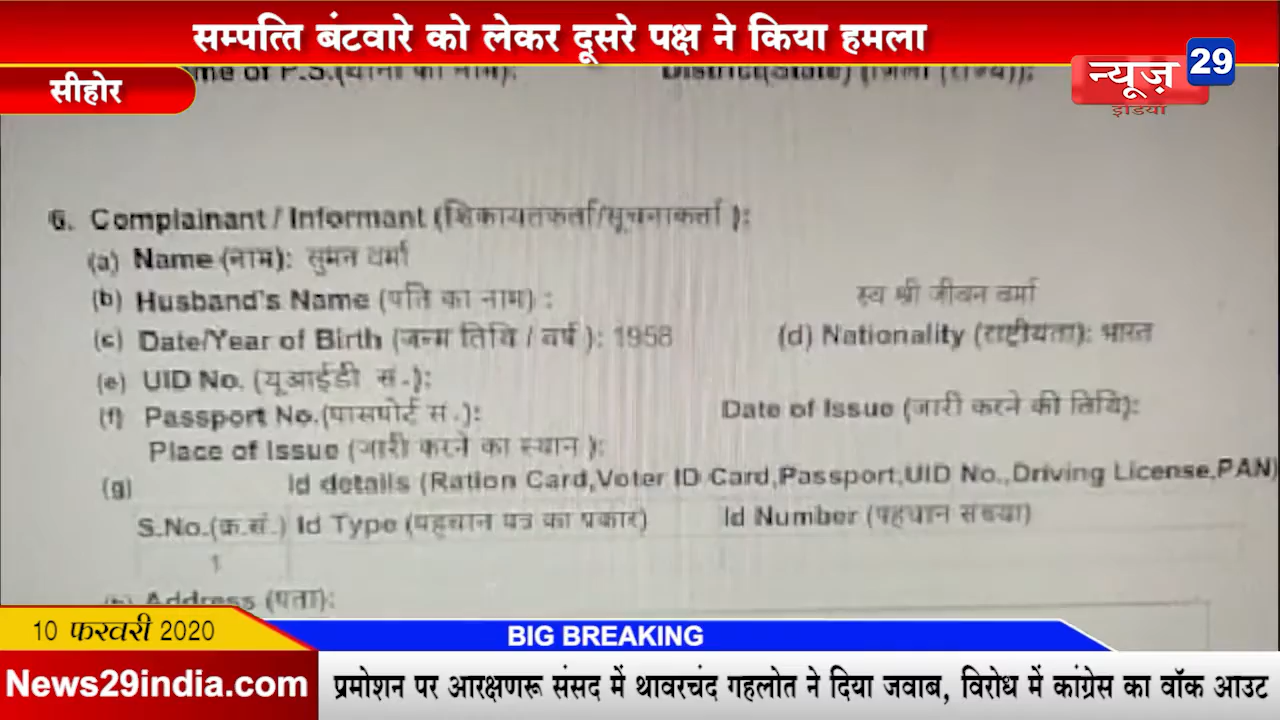 सम्पत्ति बंटवारे को लेकर दूसरे पक्ष ने किया हमला
सीहोर
न्यूज़ 29
इंडिया
me of P.S.(थाना का नाम): District(State) (जिला (राज्य)):
6. Complainant / Informant (शिकायतकर्ता/सूचनाकर्ता ):
(a) Name (नाम): सुमन वर्मा
(b) Husband's Name (पति का नाम) : स्व श्री जीवन वर्मा
(c) Date/Year of Birth (जन्म तिथि / वर्ष ): 1958 (d) Nationality (राष्ट्रीयता): भारत
(e) UID No. (यूआईडी सं.):
(f) Passport No.(पासपोर्ट सं.): Date of Issue (जारी करने की तिथि):
Place of Issue (जारी करने का स्थान ):
(g) Id details (Ration Card,Voter ID Card,Passport,UID No.,Driving License,PAN)
S.No.(क्र.सं.) Id Type (पहचान पत्र का प्रकार) Id Number (पहचान संख्या)
1
(h) Address (पता):
10 फरवरी 2020
BIG BREAKING
News29india.com
प्रमोशन पर आरक्षणरू संसद में थावरचंद गहलोत ने दिया जवाब, विरोध में कांग्रेस का वॉक आउट